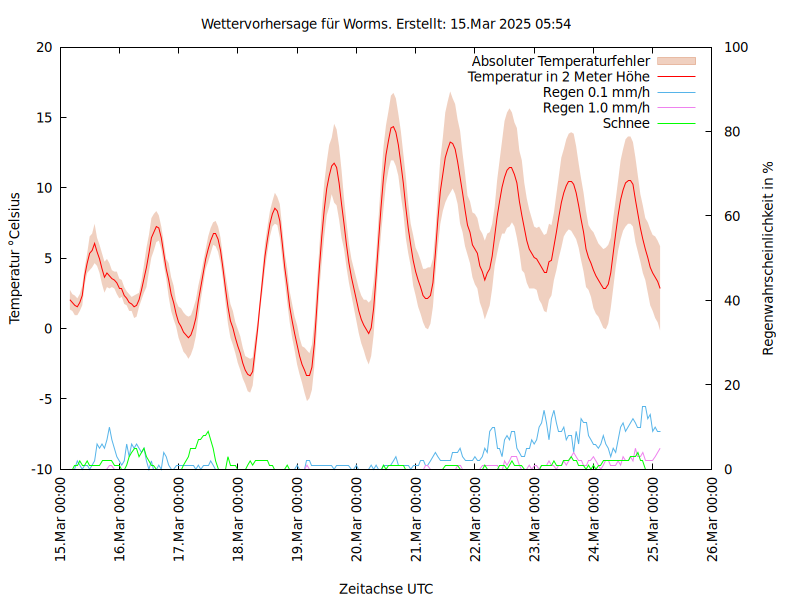 Wettervorhersage für Worms. Erstellt: 15.Mar 2025 05:54
Absoluter Temperaturfehler
Temperatur in 2 Meter Höhe
Regen 0.1 mm/h
Regen 1.0 mm/h
Schnee
Temperatur °Celsius
20
15
10
5
0
-5
-10
Regenwahrscheinlichkeit in %
100
80
60
40
20
0
15.Mar 00:00
16.Mar 00:00
17.Mar 00:00
18.Mar 00:00
19.Mar 00:00
20.Mar 00:00
21.Mar 00:00
22.Mar 00:00
23.Mar 00:00
24.Mar 00:00
25.Mar 00:00
26.Mar 00:00
Zeitachse UTC